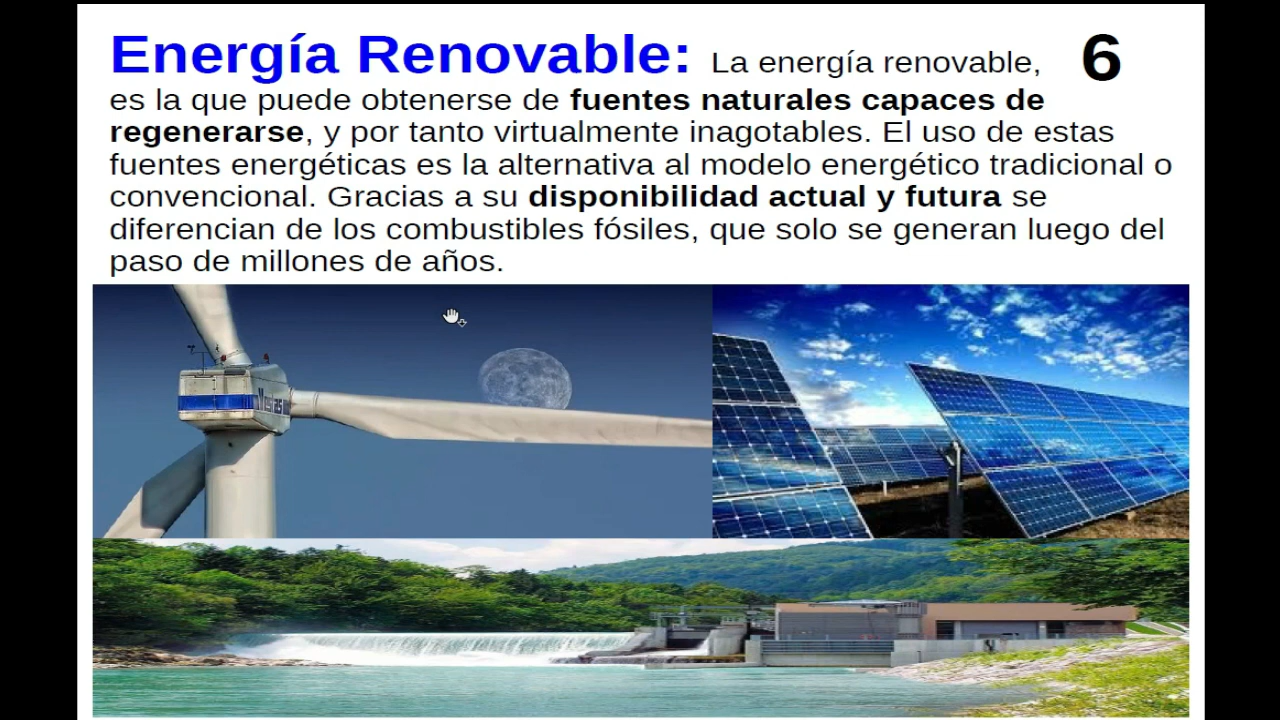 Energía Renovable: La energía renovable, 6
es la que puede obtenerse de fuentes naturales capaces de
regenerarse, y por tanto virtualmente inagotables. El uso de estas
fuentes energéticas es la alternativa al modelo energético tradicional o
convencional. Gracias a su disponibilidad actual y futura se
diferencian de los combustibles fósiles, que solo se generan luego del
paso de millones de años.